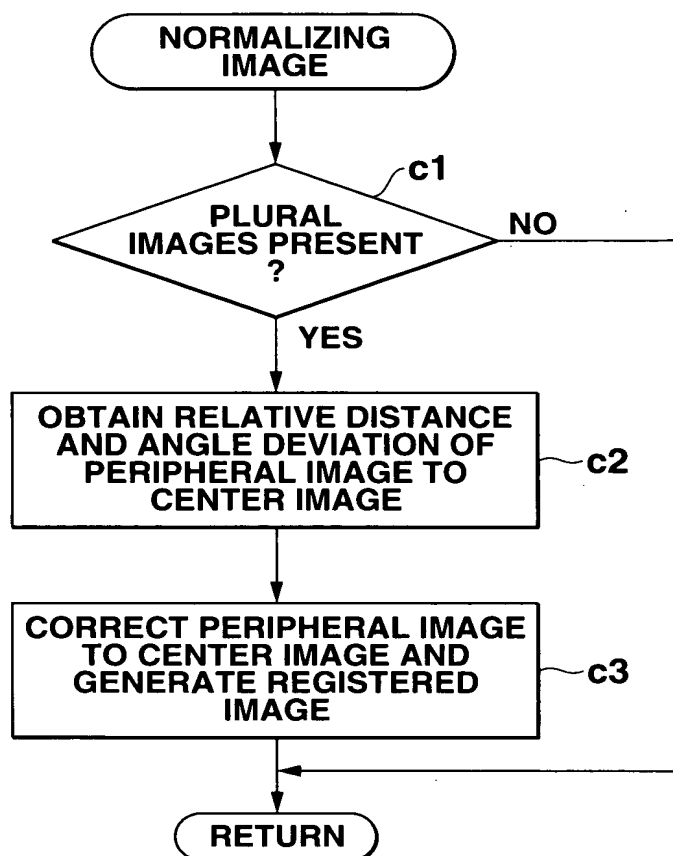 NORMALIZING
IMAGE
c1
PLURAL
IMAGES PRESENT
?
NO
YES
OBTAIN RELATIVE DISTANCE
AND ANGLE DEVIATION OF
PERIPHERAL IMAGE TO
CENTER IMAGE
c2
CORRECT PERIPHERAL IMAGE
TO CENTER IMAGE AND
GENERATE REGISTERED
IMAGE
c3
RETURN